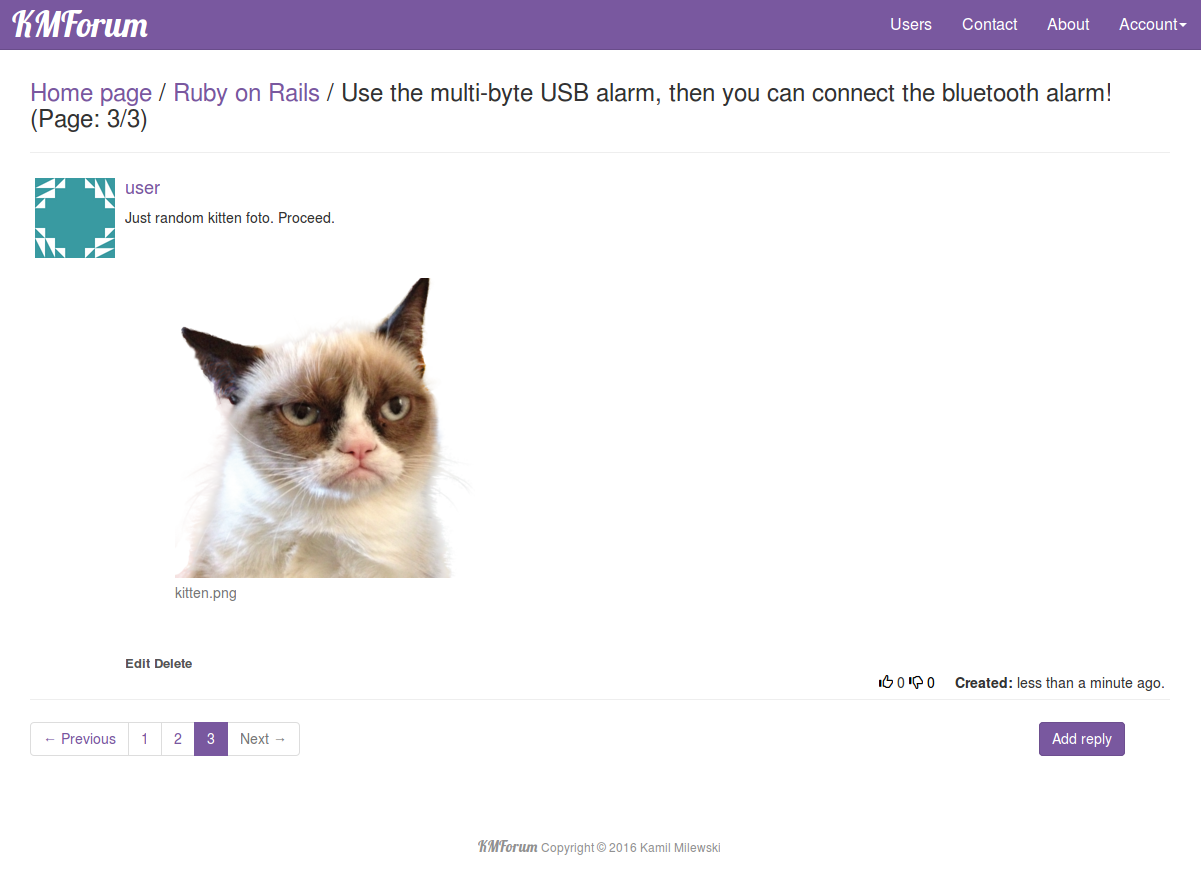 KMForum
Users Contact About Account
Home page / Ruby on Rails / Use the multi-byte USB alarm, then you can connect the bluetooth alarm!
(Page: 3/3)
user
Just random kitten foto. Proceed.
kitten.png
Edit Delete
0 0 Created: less than a minute ago.
← Previous 1 2 3 Next →
Add reply
KMForum Copyright © 2016 Kamil Milewski